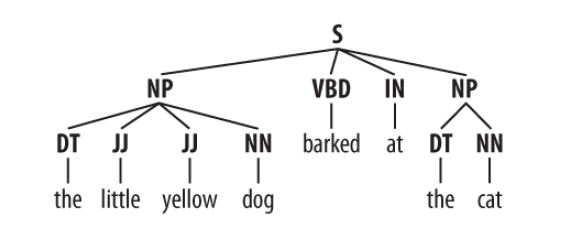 S
NP VBD IN NP
DT JJ JJ NN barked at DT NN
the little yellow dog the cat